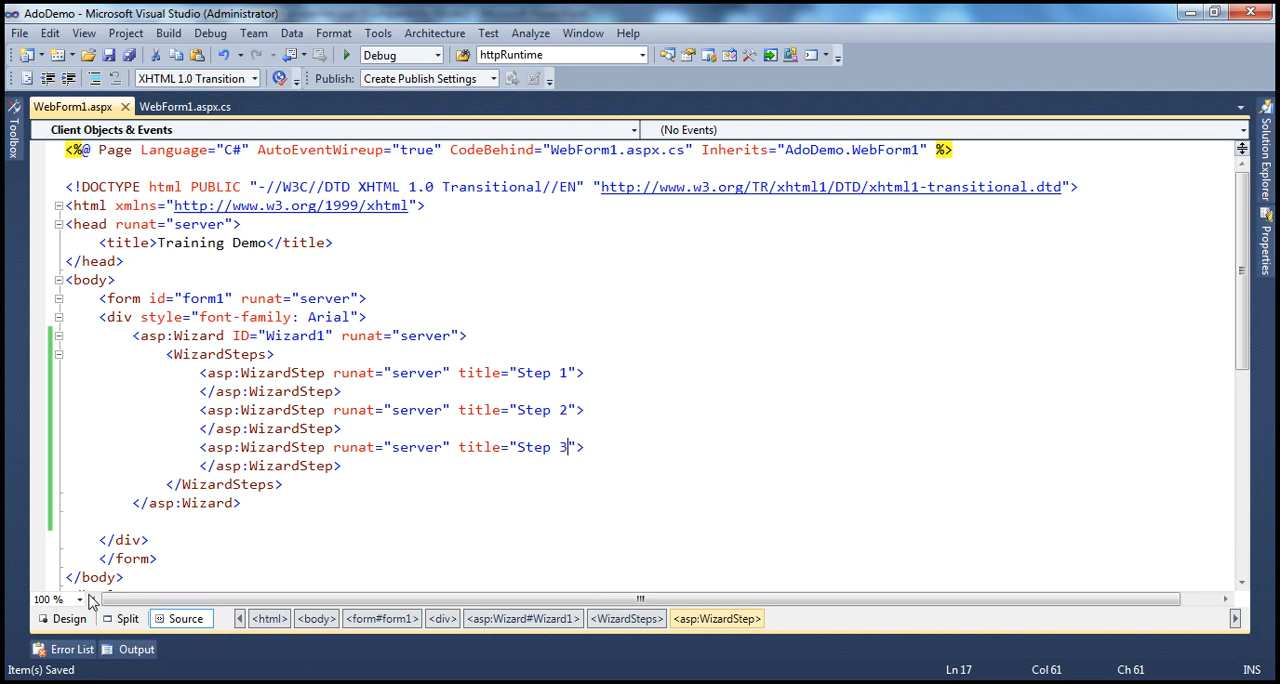 AdoDemo - Microsoft Visual Studio (Administrator)
File Edit View Project Build Debug Team Data Format Tools Architecture Test Analyze Window Help
Debug httpRuntime
XHTML 1.0 Transition Publish: Create Publish Settings
WebForm1.aspx WebForm1.aspx.cs
Client Objects & Events (No Events)
Toolbox
Solution Explorer
Properties
<%@ Page Language="C#" AutoEventWireup="true" CodeBehind="WebForm1.aspx.cs" Inherits="AdoDemo.WebForm1" %>
<!DOCTYPE html PUBLIC "-//W3C//DTD XHTML 1.0 Transitional//EN" "http://www.w3.org/TR/xhtml1/DTD/xhtml1-transitional.dtd">
<html xmlns="http://www.w3.org/1999/xhtml">
<head runat="server">
<title>Training Demo</title>
</head>
<body>
<form id="form1" runat="server">
<div style="font-family: Arial">
<asp:Wizard ID="Wizard1" runat="server">
<WizardSteps>
<asp:WizardStep runat="server" title="Step 1">
</asp:WizardStep>
<asp:WizardStep runat="server" title="Step 2">
</asp:WizardStep>
<asp:WizardStep runat="server" title="Step 3">
</asp:WizardStep>
</WizardSteps>
</asp:Wizard>
</div>
</form>
</body>
100 %
Design Split Source <html> <body> <form#form1> <div> <asp:Wizard#Wizard1> <WizardSteps> <asp:WizardStep>
Error List Output
Item(s) Saved Ln 17 Col 61 Ch 61 INS